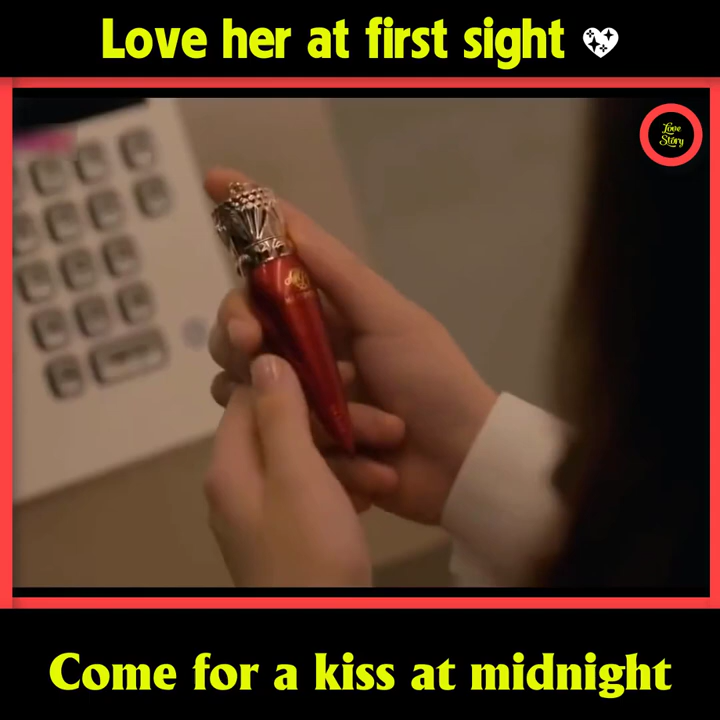 Love her at first sight 💖
Love
Story
Come for a kiss at midnight